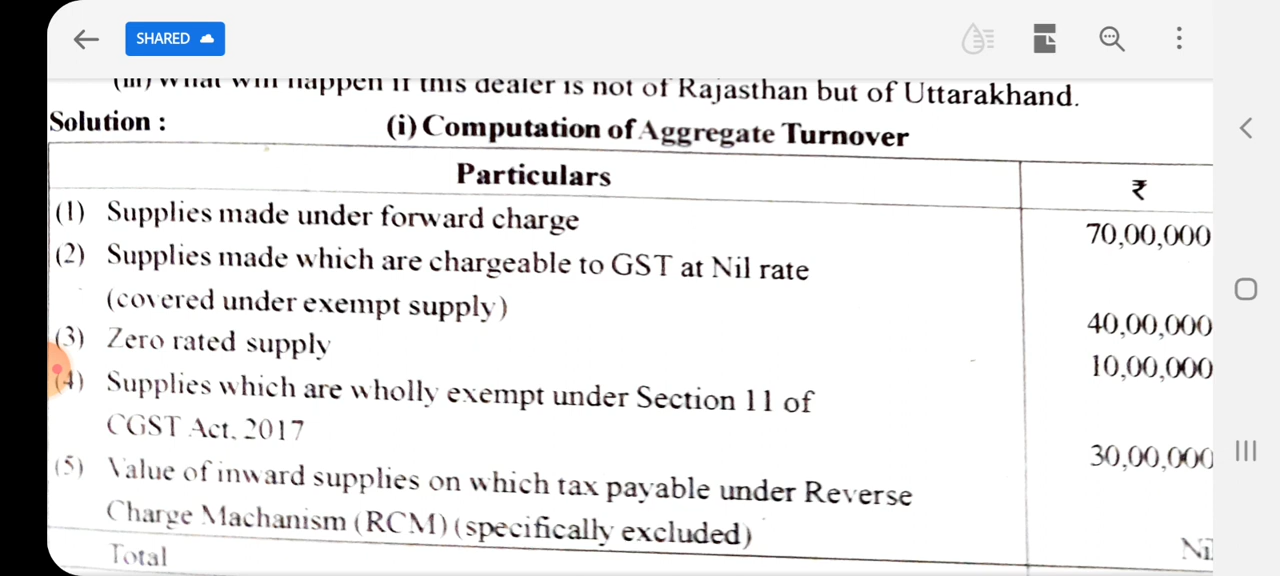 SHARED
(iii) What will happen if this dealer is not of Rajasthan but of Uttarakhand.
Solution : (i) Computation of Aggregate Turnover
Particulars ₹
(1) Supplies made under forward charge 70,00,000
(2) Supplies made which are chargeable to GST at Nil rate
(covered under exempt supply) 40,00,000
(3) Zero rated supply 10,00,000
(4) Supplies which are wholly exempt under Section 11 of
CGST Act, 2017 30,00,000
(5) Value of inward supplies on which tax payable under Reverse
Charge Machanism (RCM) (specifically excluded) Nil
Total